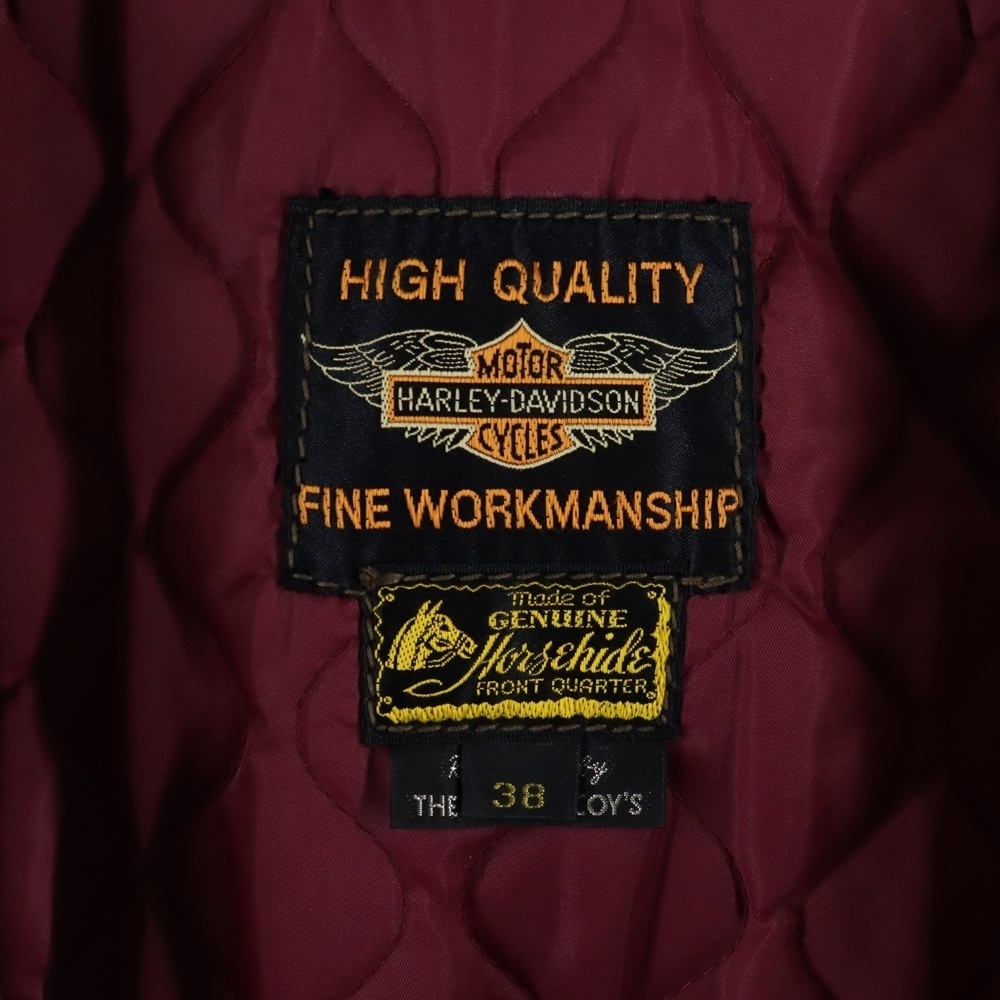 HIGH QUALITY
MOTOR
HARLEY-DAVIDSON
CYCLES
FINE WORKMANSHIP
Made of
GENUINE
Horsehide
FRONT QUARTER
38
THE COY'S